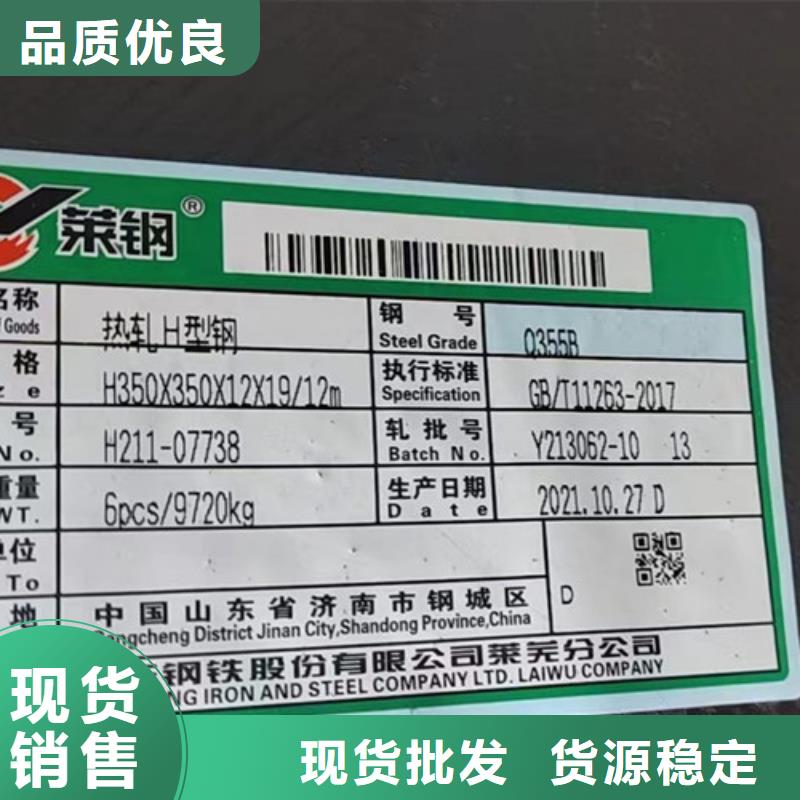 品质优良
莱钢®
名称 热轧H型钢 钢号 Q355B
Goods Steel Grade
格 H350X350X12X19/12m 执行标准 GB/T11263-2017
ze Specification
号 H211-07738 轧批号 Y213062-10 13
No. Batch No.
重量 6pcs/9720kg 生产日期 2021.10.27 D
WT. Date
单位
To D
地 中国山东省济南市钢城区
Gangcheng District Jinan City,Shandong Province,China
钢铁股份有限公司莱芜分公司
NG IRON AND STEEL COMPANY LTD. LAIWU COMPANY
现货
销售
现货批发 货源稳定